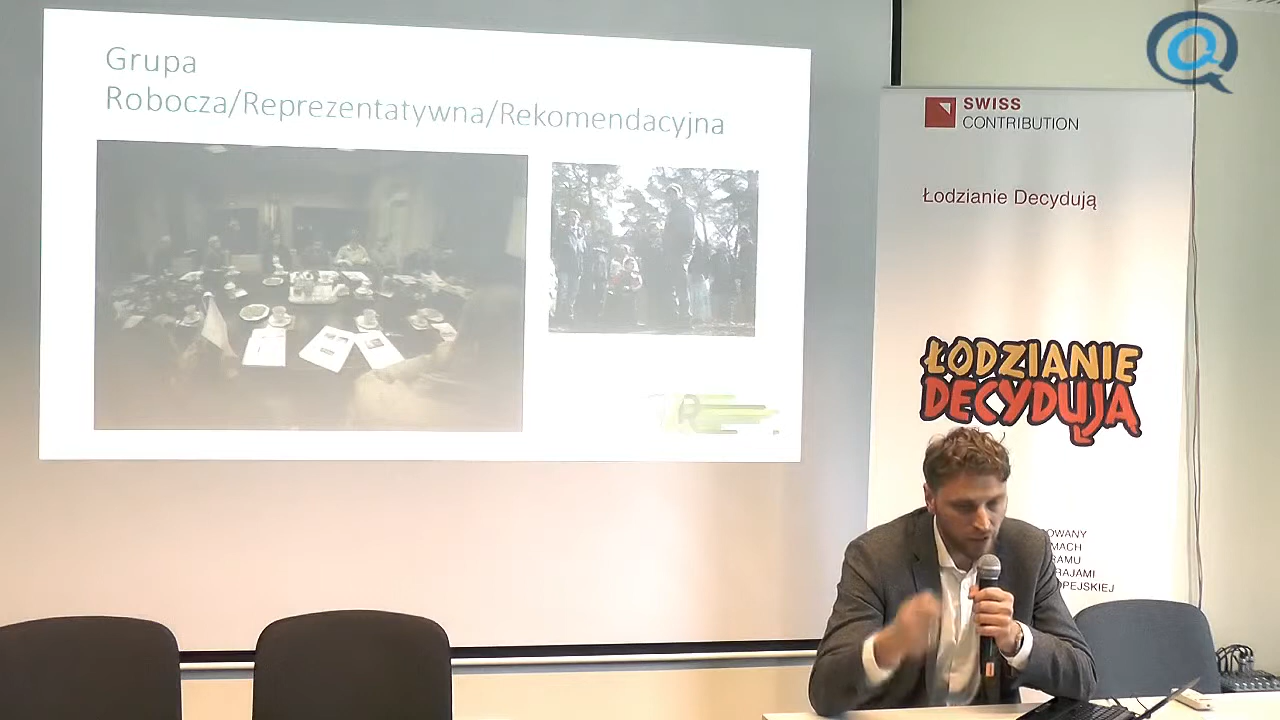 Grupa
Robocza/Reprezentatywna/Rekomendacyjna
SWISS
CONTRIBUTION
Łodzianie Decydują
ŁODZIANIE
DECYDUJĄ